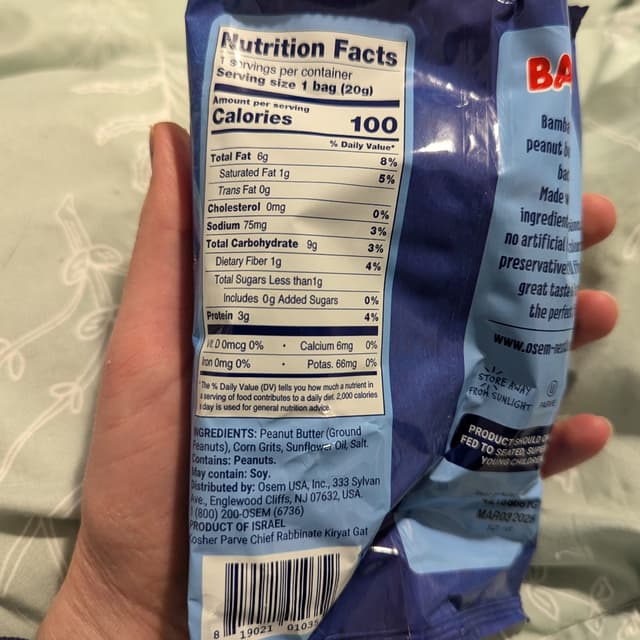 Nutrition Facts
servings per container
Serving size 1 bag (20g)
Amount per serving
Calories 100
% Daily Value*
Total Fat 6g 8%
Saturated Fat 1g 5%
Trans Fat 0g
Cholesterol 0mg 0%
Sodium 75mg 3%
Total Carbohydrate 9g 3%
Dietary Fiber 1g 4%
Total Sugars Less than1g
Includes 0g Added Sugars 0%
Protein 3g 4%
D 0mcg 0% • Calcium 6mg 0%
Iron 0mg 0% • Potas. 66mg 0%
*The % Daily Value (DV) tells you how much a nutrient in
a serving of food contributes to a daily diet. 2,000 calories
a day is used for general nutrition advice.
INGREDIENTS: Peanut Butter (Ground
Peanuts), Corn Grits, Sunflower Oil, Salt.
Contains: Peanuts.
May contain: Soy.
Distributed by: Osem USA, Inc., 333 Sylvan
Ave., Englewood Cliffs, NJ 07632, USA.
1 (800) 200-OSEM (6736)
PRODUCT OF ISRAEL
Kosher Parve Chief Rabbinate Kiryat Gat
8 19021 0103
BA
Bamba
peanut
Made
no artificial
great taste
the perfect
www.osem-
STORE AWAY
FROM SUNLIGHT
PRODUCT SHOULD
FED TO SEATED,
YOUNG CHILDREN